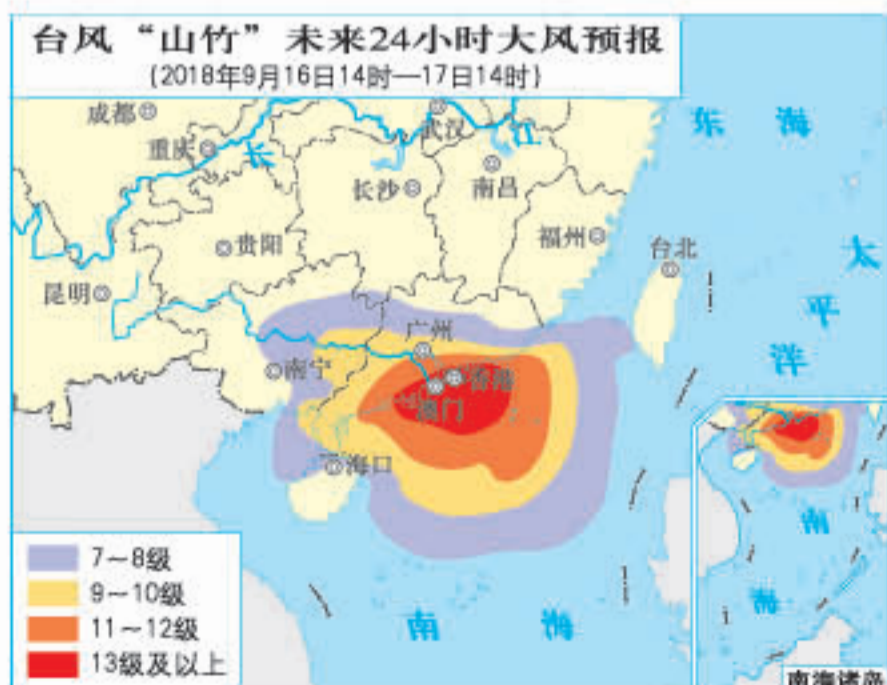 台风“山竹”未来24小时大风预报
(2018年9月16日14时—17日14时)
成都
武汉
江
东海
重庆
长
长沙
南昌
贵阳
福州
台北
太平洋
昆明
广州
南宁
香港
澳门
海口
南海
南海
南海诸岛
7～8级
9～10级
11～12级
13级及以上